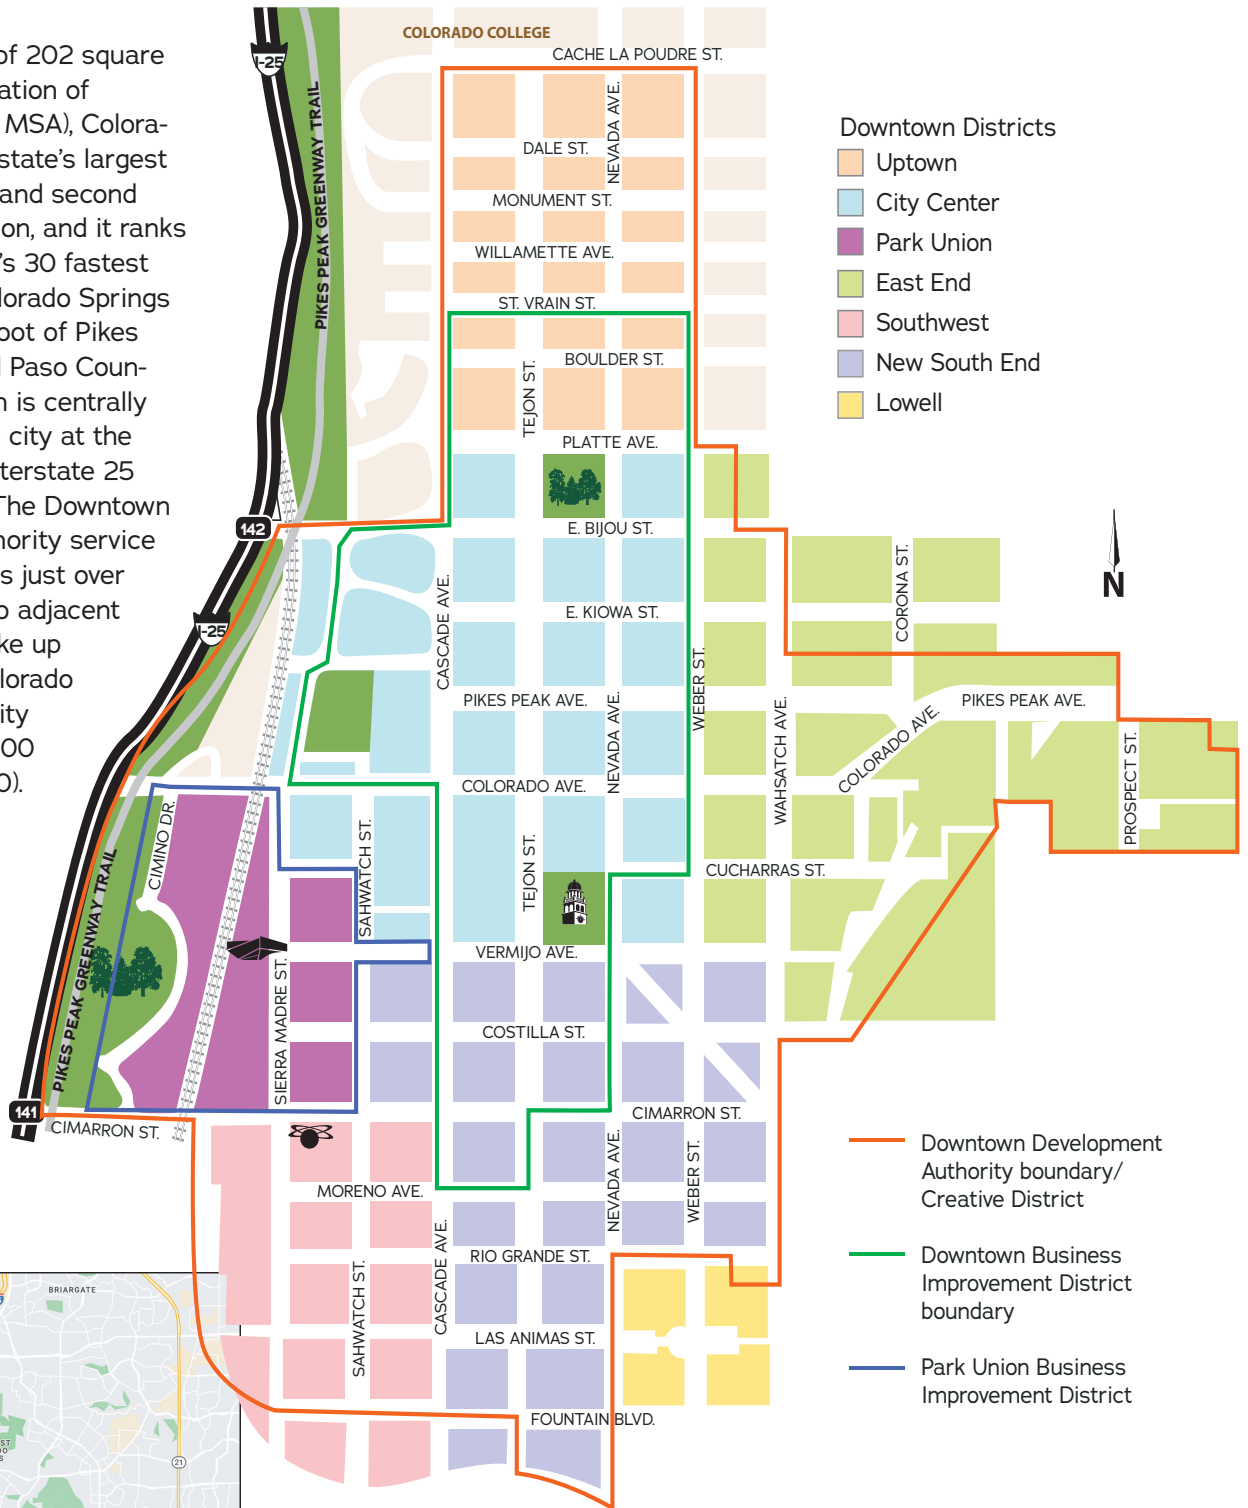 of 202 square
ation of
MSA), Colora-
state's largest
and second
on, and it ranks
's 30 fastest
lorado Springs
oot of Pikes
l Paso Coun-
n is centrally
city at the
terstate 25
The Downtown
hority service
s just over
o adjacent
ke up
lorado
ity
00
0).
COLORADO COLLEGE
CACHE LA POUDRE ST.
I-25
PIKES PEAK GREENWAY TRAIL
NEVADA AVE.
DALE ST.
MONUMENT ST.
WILLAMETTE AVE.
ST. VRAIN ST.
BOULDER ST.
TEJON ST.
PLATTE AVE.
142
E. BIJOU ST.
CASCADE AVE.
E. KIOWA ST.
CORONA ST.
I-25
WEBER ST.
PIKES PEAK AVE.
NEVADA AVE.
WAHSATCH AVE.
COLORADO AVE.
PIKES PEAK AVE.
PROSPECT ST.
COLORADO AVE.
CIMINO DR.
SAHWATCH ST.
TEJON ST.
CUCHARRAS ST.
PIKES PEAK GREENWAY TRAIL
VERMIJO AVE.
SIERRA MADRE ST.
COSTILLA ST.
141
CIMARRON ST.
CIMARRON ST.
MORENO AVE.
NEVADA AVE.
WEBER ST.
CASCADE AVE.
RIO GRANDE ST.
SAHWATCH ST.
LAS ANIMAS ST.
FOUNTAIN BLVD.
Downtown Districts
Uptown
City Center
Park Union
East End
Southwest
New South End
Lowell
N
Downtown Development
Authority boundary/
Creative District
Downtown Business
Improvement District
boundary
Park Union Business
Improvement District
BRIARGATE
21